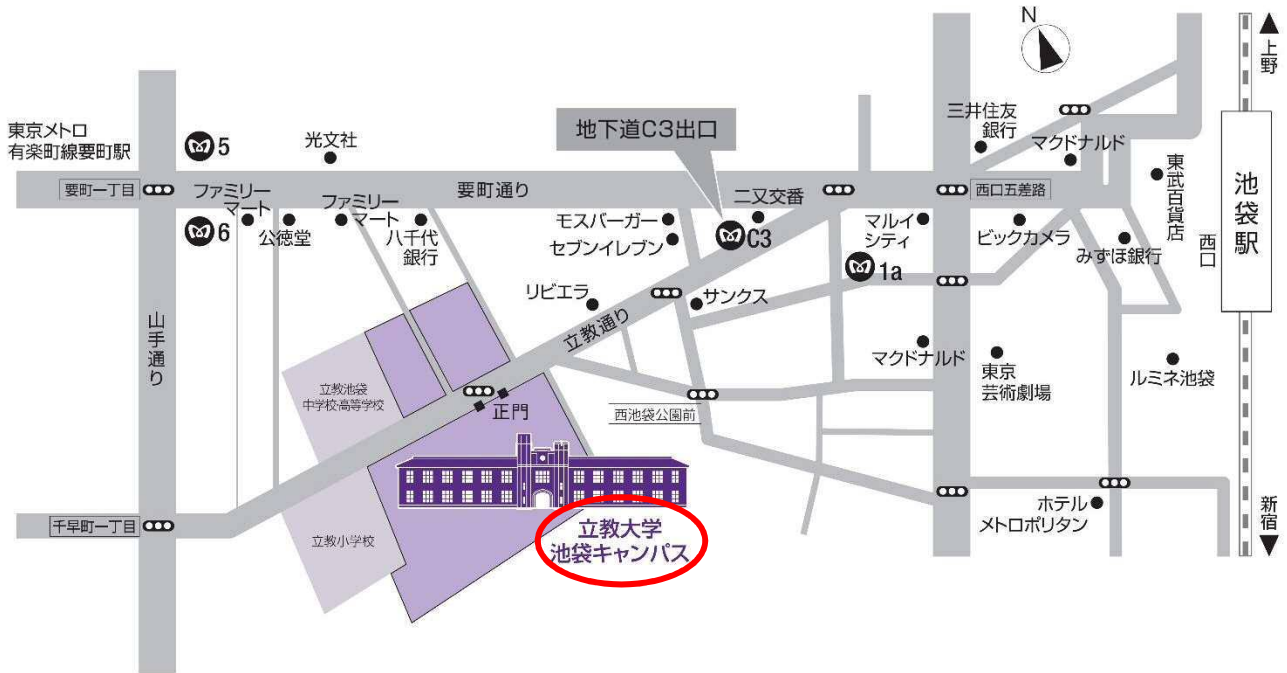 N
▲
上野
東京メトロ
有楽町線要町駅
5
光文社
地下道C3出口
三井住友
銀行
マクドナルド
東武百貨店
池袋駅
西口
要町一丁目
要町通り
西口五差路
ファミリー
マート
公徳堂
6
ファミリー
マート
八千代
銀行
モスバーガー
セブンイレブン
二又交番
C3
マルイ
シティ
1a
ビックカメラ
みずほ銀行
リビエラ
サンクス
山手通り
立教通り
マクドナルド
東京
芸術劇場
ルミネ池袋
立教池袋
中学校・高等学校
正門
西池袋公園前
千早町一丁目
立教小学校
立教大学
池袋キャンパス
ホテル
メトロポリタン
新宿
▼